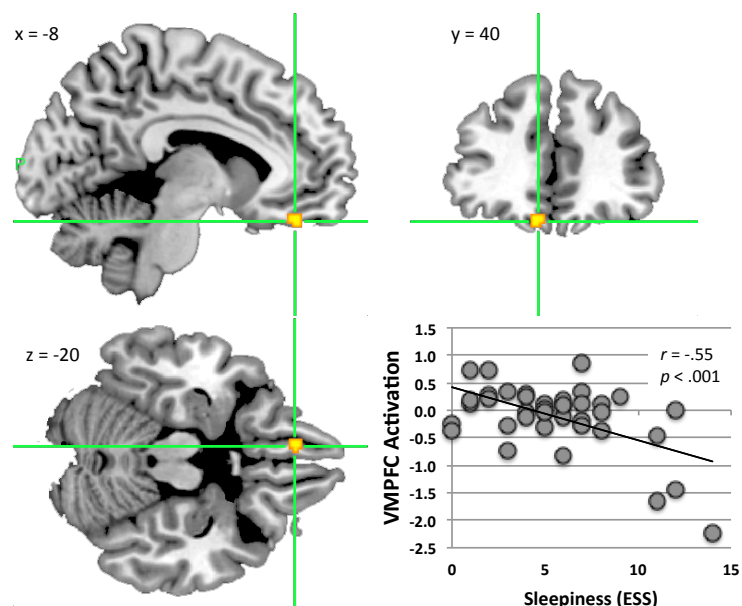 x = -8
y = 40
P
z = -20
r = -.55
p < .001
VMPFC Activation
1.5
1.0
0.5
0.0
-0.5
-1.0
-1.5
-2.0
-2.5
0
5
10
15
Sleepiness (ESS)